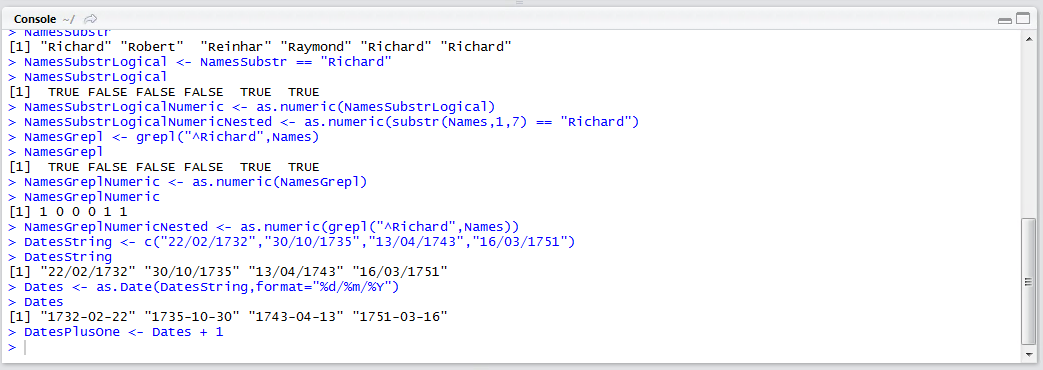 Console ~/
> NamesSubstr
[1] "Richard" "Robert"  "Reinhar" "Raymond" "Richard" "Richard"
> NamesSubstrLogical <- NamesSubstr == "Richard"
> NamesSubstrLogical
[1]  TRUE FALSE FALSE FALSE  TRUE  TRUE
> NamesSubstrLogicalNumeric <- as.numeric(NamesSubstrLogical)
> NamesSubstrLogicalNumericNested <- as.numeric(substr(Names,1,7) == "Richard")
> NamesGrepl <- grepl("^Richard",Names)
> NamesGrepl
[1]  TRUE FALSE FALSE FALSE  TRUE  TRUE
> NamesGreplNumeric <- as.numeric(NamesGrepl)
> NamesGreplNumeric
[1] 1 0 0 0 1 1
> NamesGreplNumericNested <- as.numeric(grepl("^Richard",Names))
> DatesString <- c("22/02/1732","30/10/1735","13/04/1743","16/03/1751")
> DatesString
[1] "22/02/1732" "30/10/1735" "13/04/1743" "16/03/1751"
> Dates <- as.Date(DatesString,format="%d/%m/%Y")
> Dates
[1] "1732-02-22" "1735-10-30" "1743-04-13" "1751-03-16"
> DatesPlusOne <- Dates + 1
>